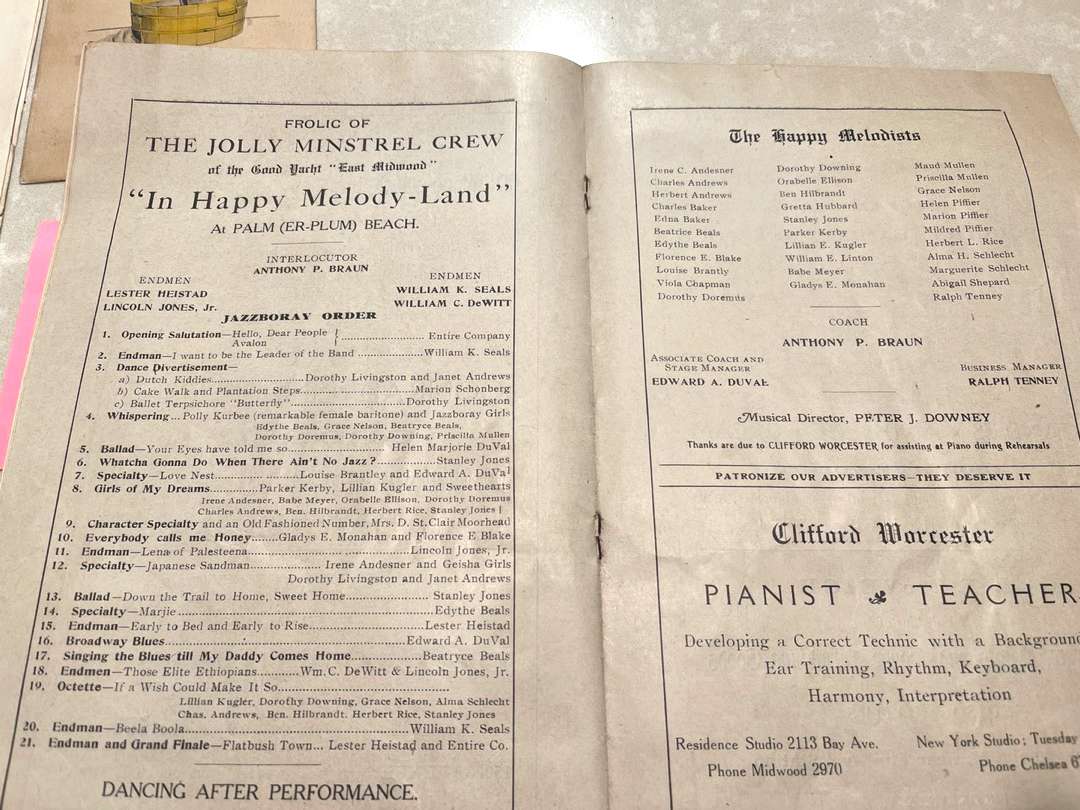 FROLIC OF
THE JOLLY MINSTREL CREW
of the Good Yacht "East Midwood"
"In Happy Melody-Land"
At PALM (ER-PLUM) BEACH.
INTERLOCUTOR
ANTHONY P. BRAUN
ENDMEN
LESTER HEISTAD
LINCOLN JONES, Jr.
ENDMEN
WILLIAM K. SEALS
WILLIAM C. DeWITT
JAZZBORAY ORDER
1. Opening Salutation—Hello, Dear People
Avalon } ........................ Entire Company
2. Endman—I want to be the Leader of the Band ..................William K. Seals
3. Dance Divertisement—
a) Dutch Kiddies.........................Dorothy Livingston and Janet Andrews
b) Cake Walk and Plantation Steps.........................Marion Schonberg
c) Ballet Terpsichore "Butterfly".........................Dorothy Livingston
4. Whispering...Polly Kurbee (remarkable female baritone) and Jazzboray Girls
Edythe Beals, Grace Nelson, Beatryce Beals,
Dorothy Doremus, Dorothy Downing, Priscilla Mullen
5. Ballad—Your Eyes have told me so......................... Helen Marjorie DuVal
6. Whatcha Gonna Do When There Ain't No Jazz?..................Stanley Jones
7. Specialty—Love Nest......................Louise Brantley and Edward A. DuVal
8. Girls of My Dreams.............Parker Kerby, Lillian Kugler and Sweethearts
Irene Andesner, Babe Meyer, Orabelle Ellison, Dorothy Doremus
Charles Andrews, Ben. Hilbrandt, Herbert Rice, Stanley Jones
9. Character Specialty and an Old Fashioned Number, Mrs. D. St. Clair Moorhead
10. Everybody calls me Honey.......Gladys E. Monahan and Florence E Blake
11. Endman—Lena of Palesteena......................................Lincoln Jones, Jr.
12. Specialty—Japanese Sandman.................... Irene Andesner and Geisha Girls
Dorothy Livingston and Janet Andrews
13. Ballad—Down the Trail to Home, Sweet Home..................... Stanley Jones
14. Specialty—Marjie......................................................Edythe Beals
15. Endman—Early to Bed and Early to Rise............................Lester Heistad
16. Broadway Blues......................................................Edward A. DuVal
17. Singing the Blues till My Daddy Comes Home..................Beatryce Beals
18. Endmen—Those Elite Ethiopians...........Wm. C. DeWitt & Lincoln Jones, Jr.
19. Octette—If a Wish Could Make It So..........................................
Lillian Kugler, Dorothy Downing, Grace Nelson, Alma Schlecht
Chas. Andrews, Ben. Hilbrandt, Herbert Rice, Stanley Jones
20. Endman—Beela Boola......................................................William K. Seals
21. Endman and Grand Finale—Flatbush Town... Lester Heistad and Entire Co.
DANCING AFTER PERFORMANCE.
The Happy Melodists
Irene C. Andesner
Charles Andrews
Herbert Andrews
Charles Baker
Edna Baker
Beatrice Beals
Edythe Beals
Florence E. Blake
Louise Brantly
Viola Chapman
Dorothy Doremus
Dorothy Downing
Orabelle Ellison
Ben Hilbrandt
Gretta Hubbard
Stanley Jones
Parker Kerby
Lillian E. Kugler
William E. Linton
Babe Meyer
Gladys E. Monahan
Maud Mullen
Priscilla Mullen
Grace Nelson
Helen Piffier
Marion Piffier
Mildred Piffier
Herbert L. Rice
Alma H. Schlecht
Marguerite Schlecht
Abigail Shepard
Ralph Tenney
COACH
ANTHONY P. BRAUN
ASSOCIATE COACH AND
STAGE MANAGER
EDWARD A. DUVAL
BUSINESS MANAGER
RALPH TENNEY
Musical Director, PETER J. DOWNEY
Thanks are due to CLIFFORD WORCESTER for assisting at Piano during Rehearsals
PATRONIZE OUR ADVERTISERS—THEY DESERVE IT
Clifford Worcester
PIANIST TEACHER
Developing a Correct Technic with a Background
Ear Training, Rhythm, Keyboard,
Harmony, Interpretation
Residence Studio 2113 Bay Ave.
Phone Midwood 2970
New York Studio; Tuesday
Phone Chelsea 6